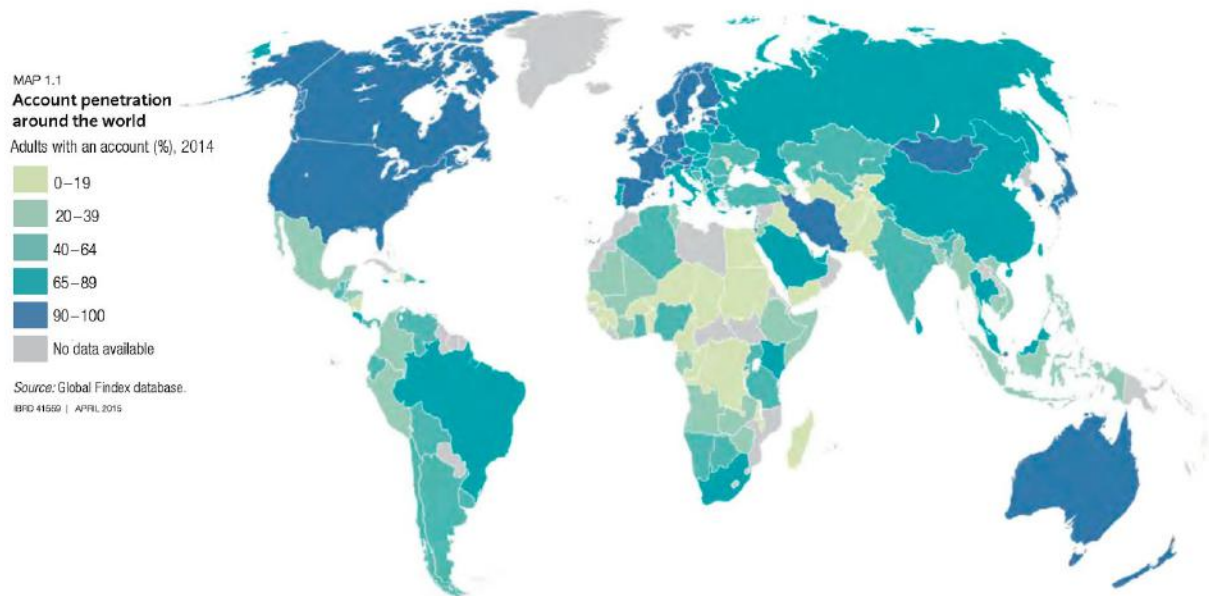 MAP 1.1
Account penetration
around the world
Adults with an account (%), 2014
0–19
20–39
40–64
65–89
90–100
No data available
Source: Global Findex database.
IBRD 41559 | APRIL 2015